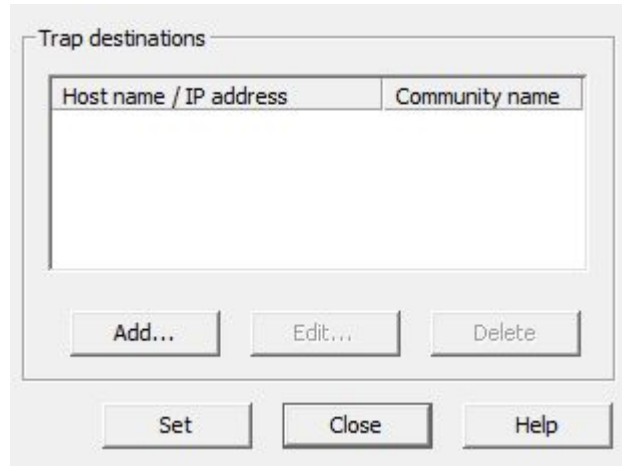 Trap destinations
Host name / IP address Community name
Add... Edit... Delete
Set Close Help